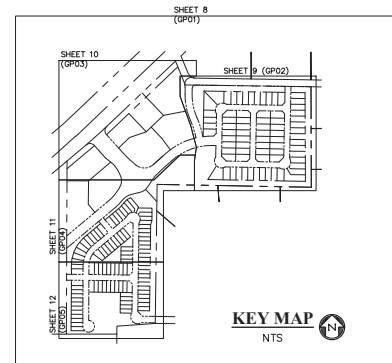 SHEET 8
(GP01)
SHEET 10
(GP03)
SHEET 9 (GP02)
SHEET 11
(GP04)
SHEET 12
(GP05)
KEY MAP
NTS
N